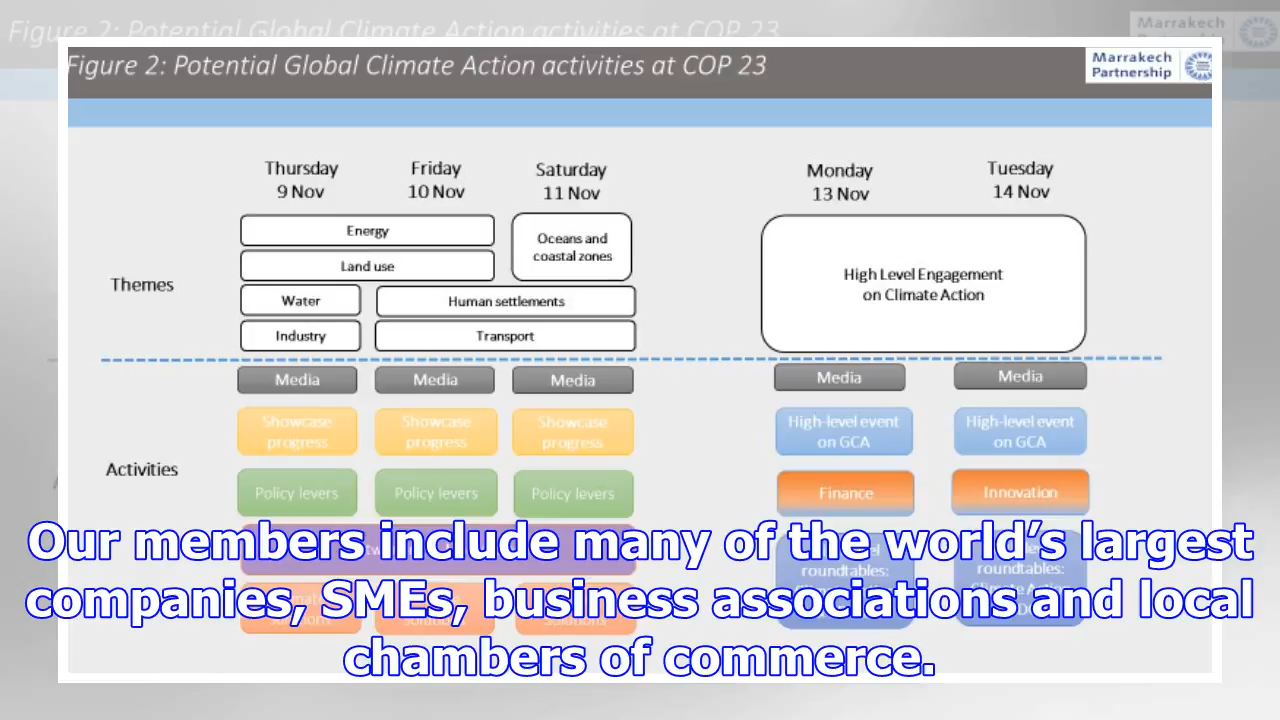 Figure 2: Potential Global Climate Action activities at COP 23
Marrakech
Partnership
Thursday
9 Nov
Friday
10 Nov
Saturday
11 Nov
Monday
13 Nov
Tuesday
14 Nov
Themes
Energy
Land use
Water
Industry
Oceans and
coastal zones
Human settlements
Transport
High Level Engagement
on Climate Action
Activities
Media
Media
Media
Media
Media
Showcase
progress
Showcase
progress
Showcase
progress
High-level event
on GCA
High-level event
on GCA
Policy levers
Policy levers
Policy levers
Finance
Innovation
roundtables:
roundtables:
Our members include many of the world’s largest
companies, SMEs, business associations and local
chambers of commerce.